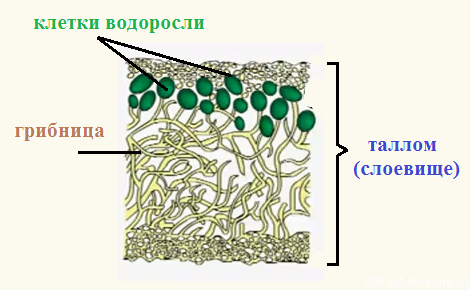 клетки водоросли
грибница
таллом
(слоевище)